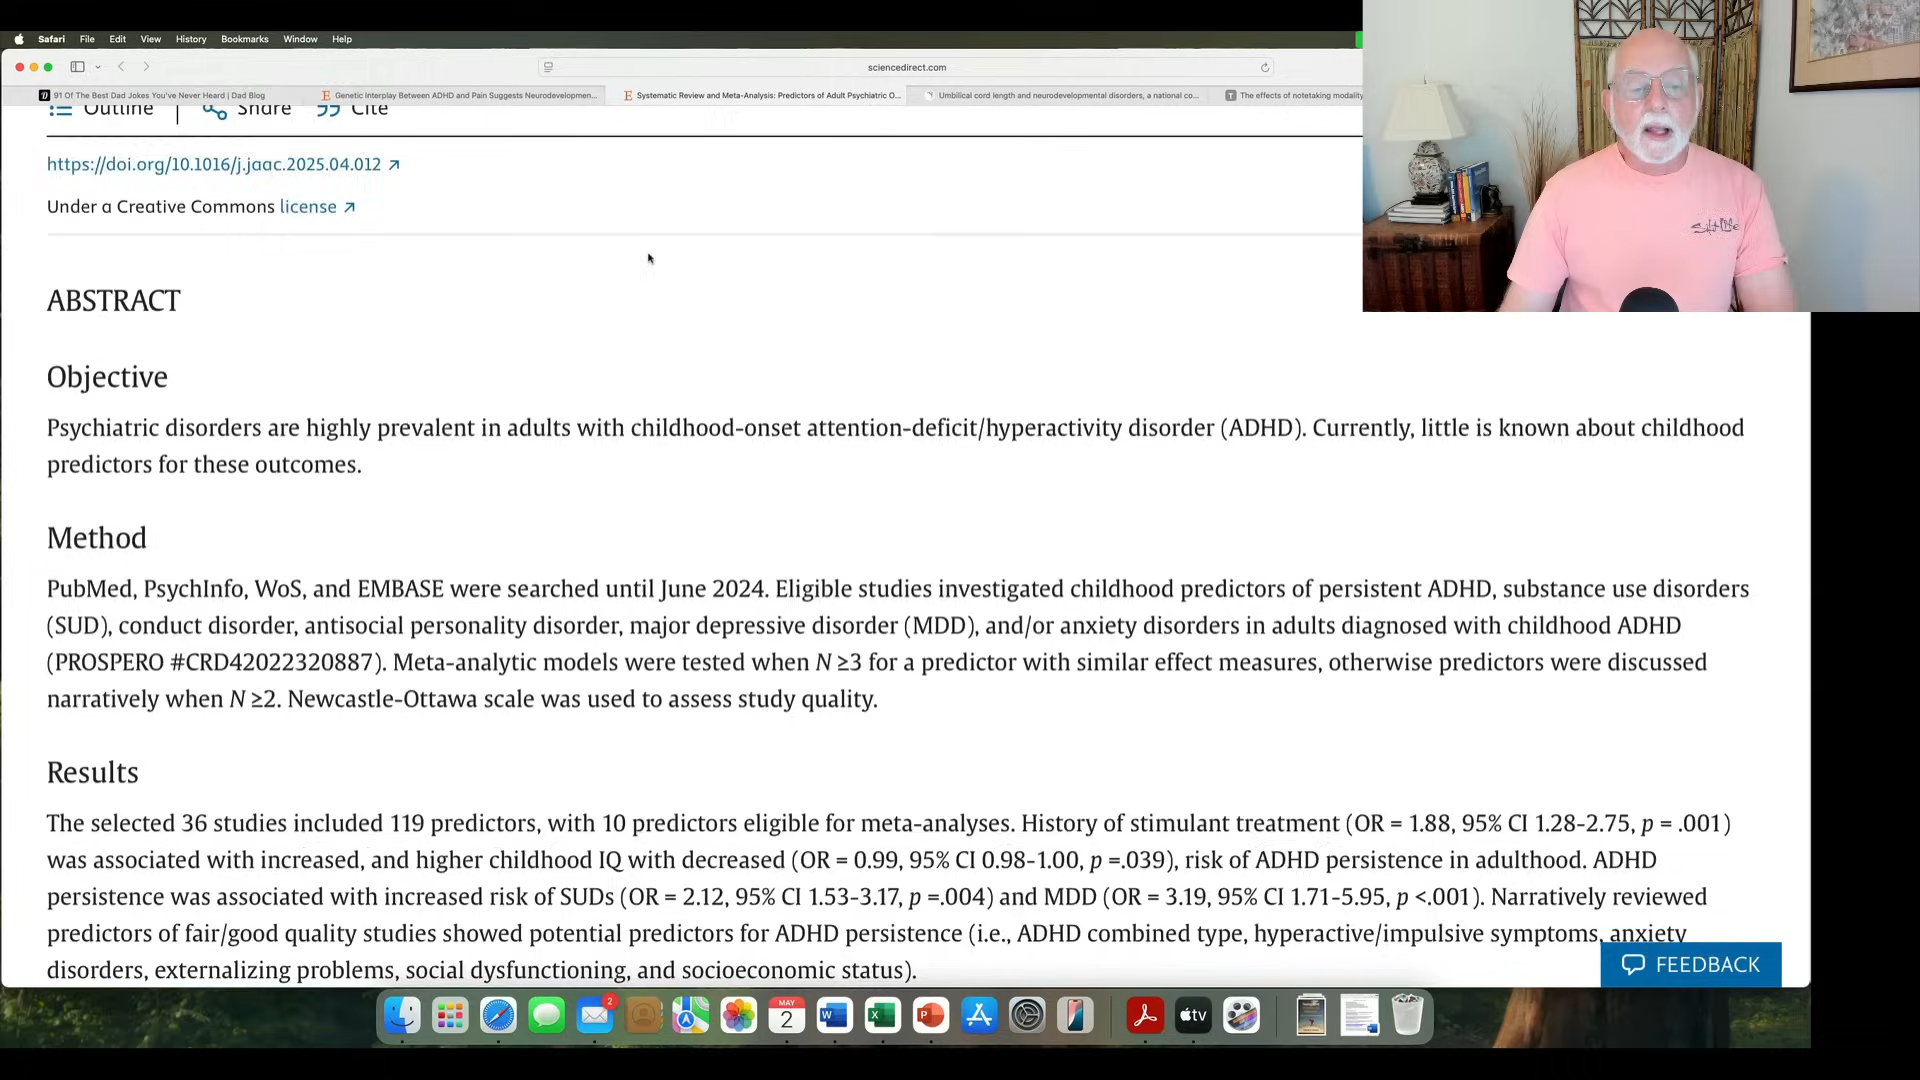 Safari File Edit View History Bookmarks Window Help
sciencedirect.com
91 Of The Best Dad Jokes You've Never Heard | Dad Blog
Genetic Interplay Between ADHD and Pain Suggests Neurodevelopmen...
Systematic Review and Meta-Analysis: Predictors of Adult Psychiatric O...
Umbilical cord length and neurodevelopmental disorders, a national co...
The effects of notetaking modality
Outline | Share Cite
https://doi.org/10.1016/j.jaac.2025.04.012 ↗
Under a Creative Commons license ↗
Salt Life
ABSTRACT
Objective
Psychiatric disorders are highly prevalent in adults with childhood-onset attention-deficit/hyperactivity disorder (ADHD). Currently, little is known about childhood
predictors for these outcomes.
Method
PubMed, PsychInfo, WoS, and EMBASE were searched until June 2024. Eligible studies investigated childhood predictors of persistent ADHD, substance use disorders
(SUD), conduct disorder, antisocial personality disorder, major depressive disorder (MDD), and/or anxiety disorders in adults diagnosed with childhood ADHD
(PROSPERO #CRD42022320887). Meta-analytic models were tested when N ≥3 for a predictor with similar effect measures, otherwise predictors were discussed
narratively when N ≥2. Newcastle-Ottawa scale was used to assess study quality.
Results
The selected 36 studies included 119 predictors, with 10 predictors eligible for meta-analyses. History of stimulant treatment (OR = 1.88, 95% CI 1.28-2.75, p = .001)
was associated with increased, and higher childhood IQ with decreased (OR = 0.99, 95% CI 0.98-1.00, p =.039), risk of ADHD persistence in adulthood. ADHD
persistence was associated with increased risk of SUDs (OR = 2.12, 95% CI 1.53-3.17, p =.004) and MDD (OR = 3.19, 95% CI 1.71-5.95, p <.001). Narratively reviewed
predictors of fair/good quality studies showed potential predictors for ADHD persistence (i.e., ADHD combined type, hyperactive/impulsive symptoms, anxiety
disorders, externalizing problems, social dysfunctioning, and socioeconomic status).
FEEDBACK
2
MAY
2
W
X
P
tv